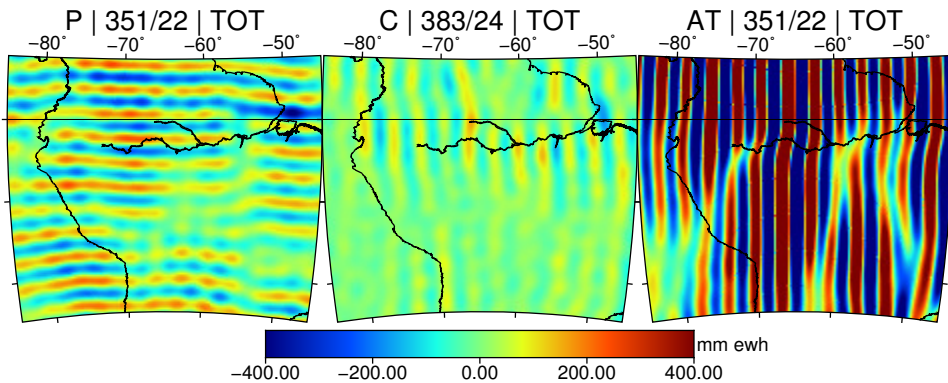 P | 351/22 | TOT C | 383/24 | TOT AT | 351/22 | TOT
−80˚ −70˚ −60˚ −50˚ −80˚ −70˚ −60˚ −50˚ −80˚ −70˚ −60˚ −50˚
mm ewh
−400.00 −200.00 0.00 200.00 400.00